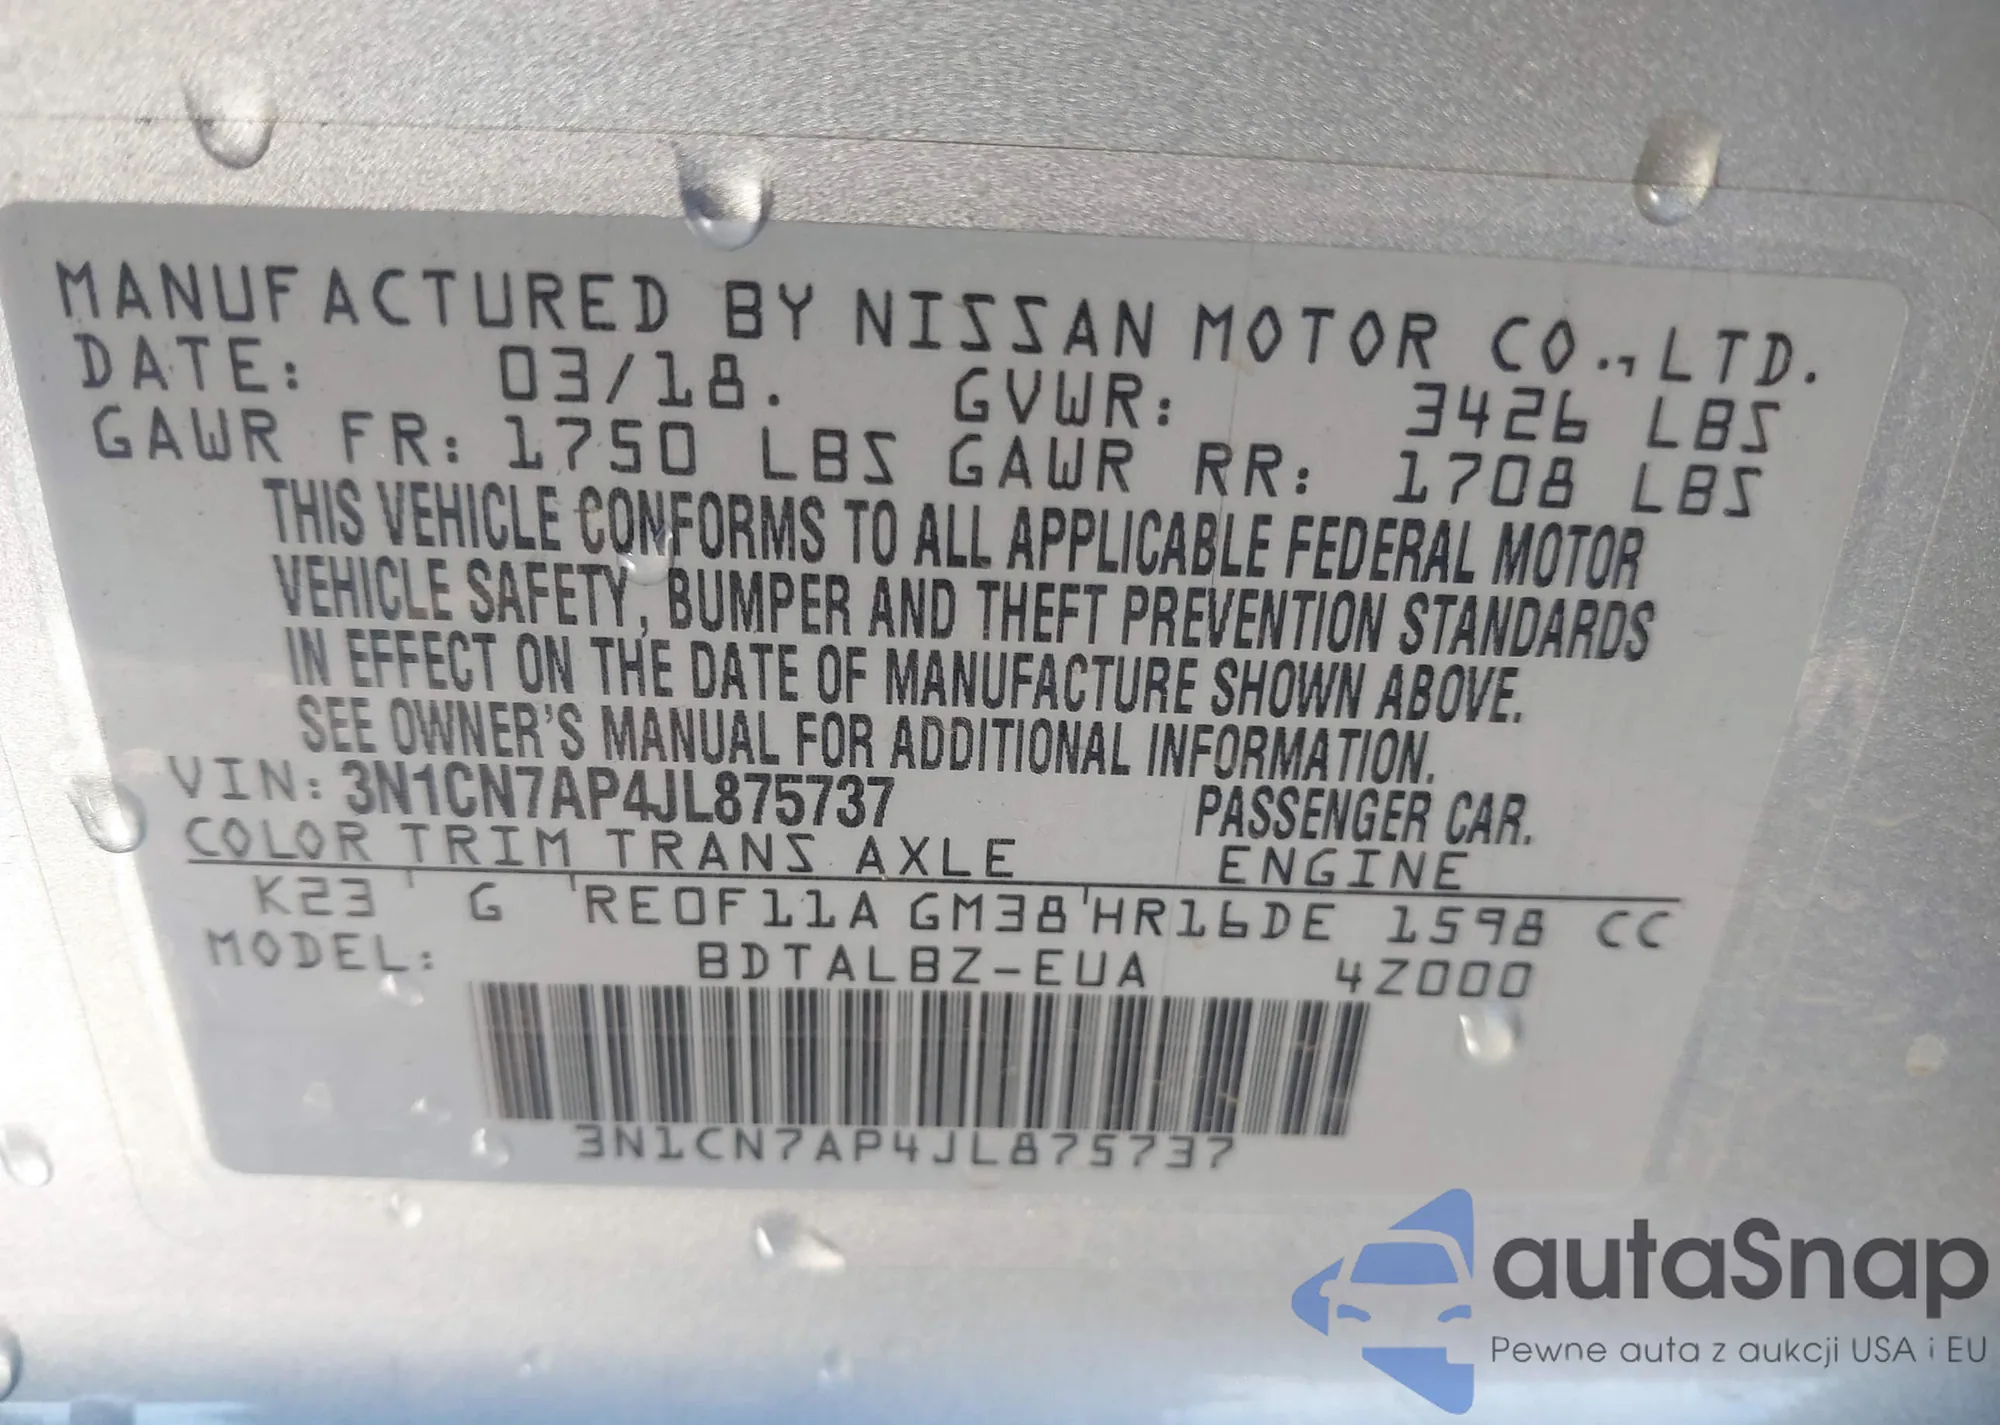 MANUFACTURED BY NISSAN MOTOR CO., LTD.
DATE: 03/18. GVWR: 3426 LBS
GAWR FR: 1750 LBS GAWR RR: 1708 LBS
THIS VEHICLE CONFORMS TO ALL APPLICABLE FEDERAL MOTOR
VEHICLE SAFETY, BUMPER AND THEFT PREVENTION STANDARDS
IN EFFECT ON THE DATE OF MANUFACTURE SHOWN ABOVE.
SEE OWNER'S MANUAL FOR ADDITIONAL INFORMATION.
VIN: 3N1CN7AP4JL875737 PASSENGER CAR.
COLOR TRIM TRANS AXLE ENGINE
K23 G RE0F11A GM38 HR16DE 1598 CC
MODEL: BDTALBZ-EUA 4Z000
3N1CN7AP4JL875737
autaSnap
Pewne auta z aukcji USA i EU